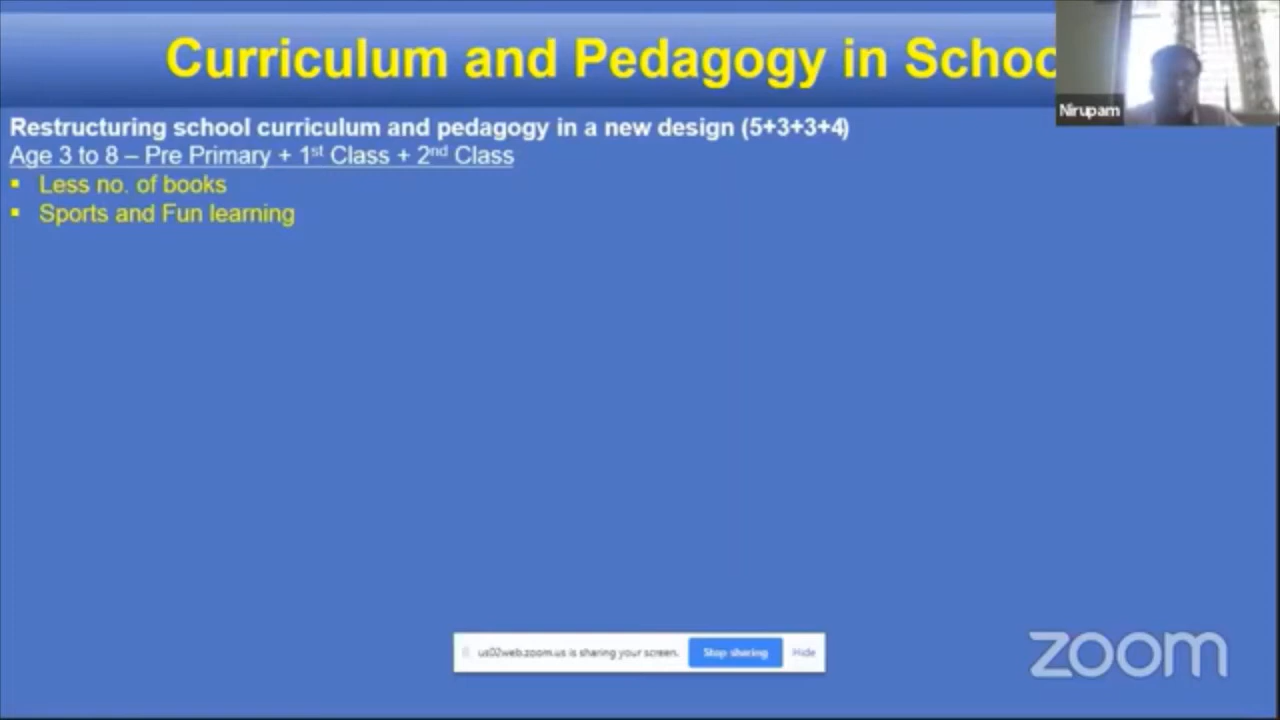 Curriculum and Pedagogy in Schoo
Nirupam
Restructuring school curriculum and pedagogy in a new design (5+3+3+4)
Age 3 to 8 – Pre Primary + 1st Class + 2nd Class
▪ Less no. of books
▪ Sports and Fun learning
us02web.zoom.us is sharing your screen. Stop sharing Hide
zoom